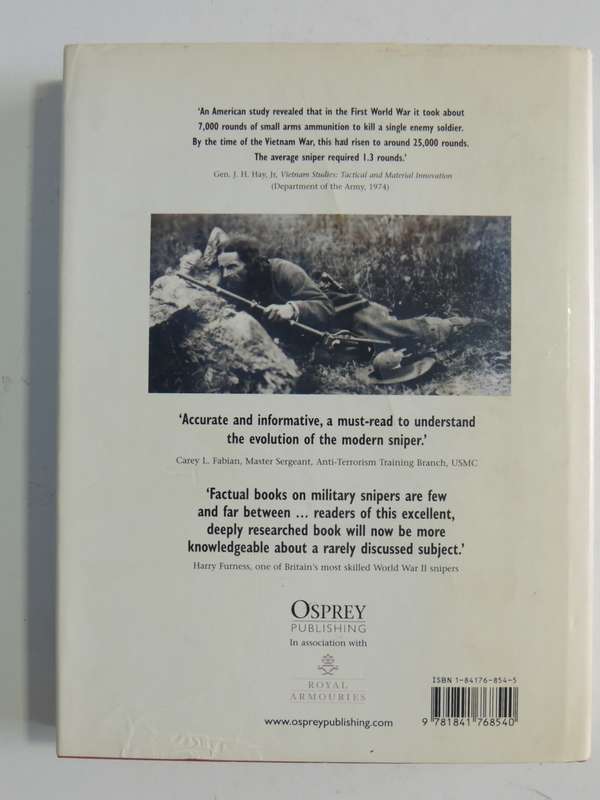 ‘An American study revealed that in the First World War it took about
7,000 rounds of small arms ammunition to kill a single enemy soldier.
By the time of the Vietnam War, this had risen to around 25,000 rounds.
The average sniper required 1.3 rounds.’
Gen. J. H. Hay, Jr, Vietnam Studies: Tactical and Material Innovation
(Department of the Army, 1974)
‘Accurate and informative, a must-read to understand
the evolution of the modern sniper.’
Carey L. Fabian, Master Sergeant, Anti-Terrorism Training Branch, USMC
‘Factual books on military snipers are few
and far between … readers of this excellent,
deeply researched book will now be more
knowledgeable about a rarely discussed subject.’
Harry Furness, one of Britain's most skilled World War II snipers
OSPREY
PUBLISHING
In association with
ROYAL
ARMOURIES
www.ospreypublishing.com
ISBN 1-84176-854-5
9 781841 768540